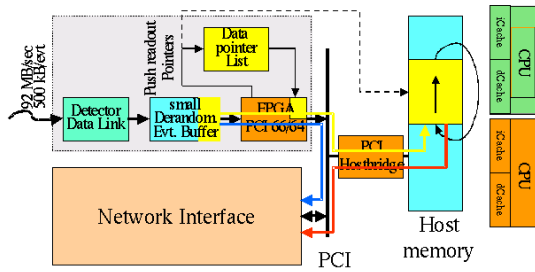 92 MB/sec
500 kB/evt
Push readout
Pointers
Data
pointer
List
Detector
Data Link
small
Derandom.
Evt. Buffer
FPGA
PCI 66/64
PCI
Hostbridge
Network Interface
PCI
Host
memory
iCache
dCache
CPU
iCache
dCache
CPU